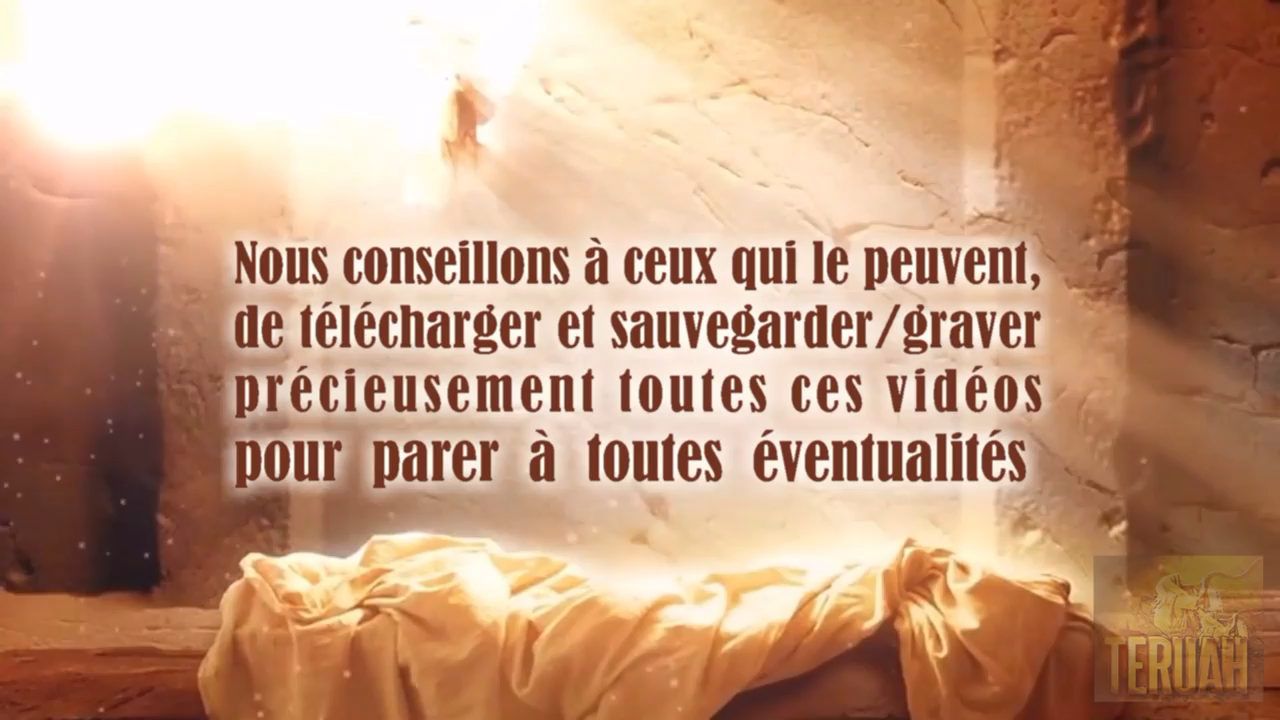 Nous conseillons à ceux qui le peuvent,
de télécharger et sauvegarder/graver
précieusement toutes ces vidéos
pour parer à toutes éventualités
TERUAH